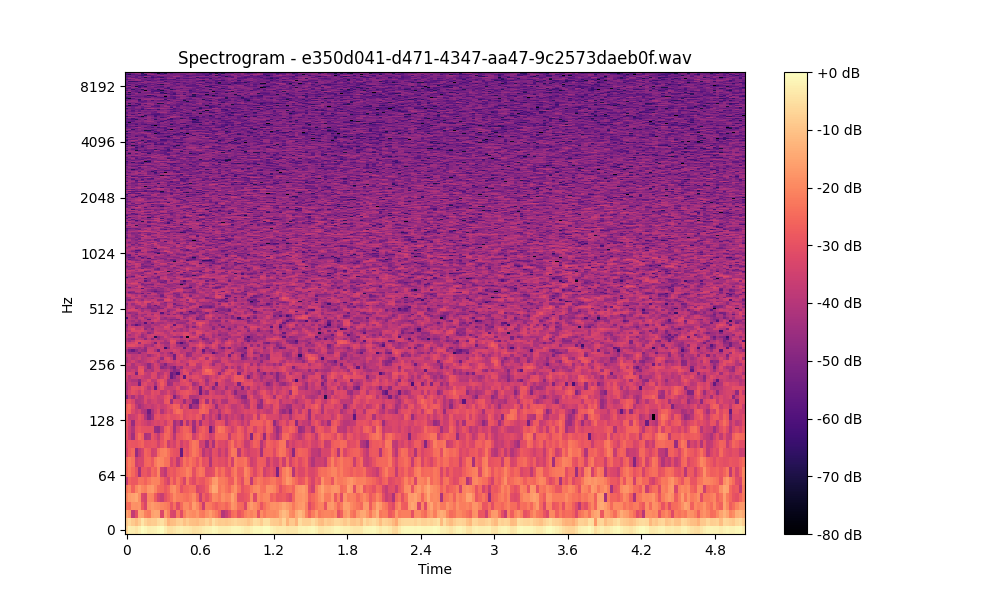 Spectrogram - e350d041-d471-4347-aa47-9c2573daeb0f.wav
8192
4096
2048
1024
512
256
128
64
0
Hz
0 0.6 1.2 1.8 2.4 3 3.6 4.2 4.8
Time
+0 dB
-10 dB
-20 dB
-30 dB
-40 dB
-50 dB
-60 dB
-70 dB
-80 dB